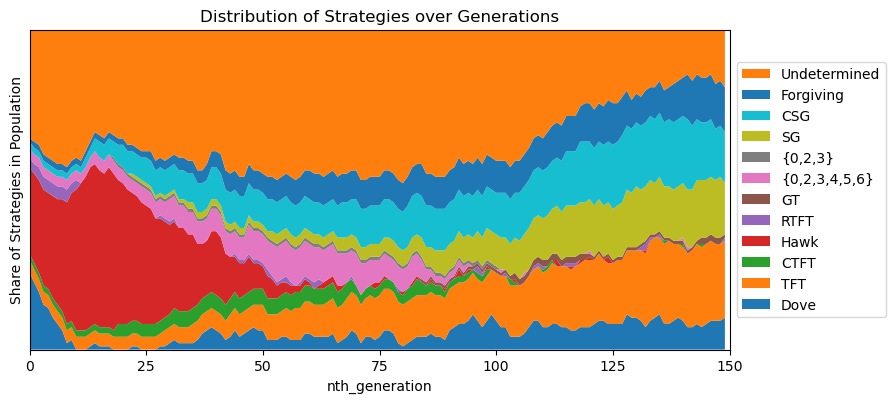 Distribution of Strategies over Generations
Share of Strategies in Population
0
25
50
75
100
125
150
nth_generation
Undetermined
Forgiving
CSG
SG
{0,2,3}
{0,2,3,4,5,6}
GT
RTFT
Hawk
CTFT
TFT
Dove